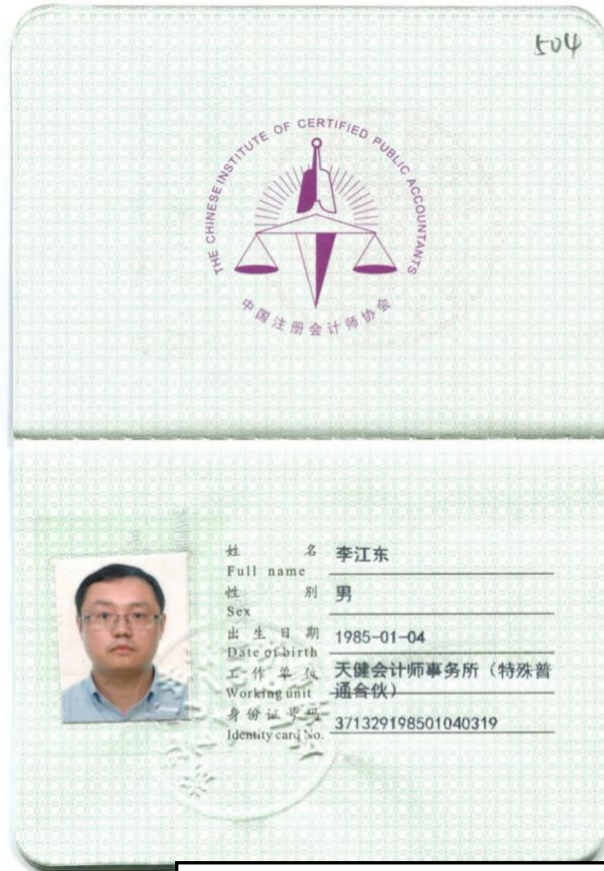 504
THE CHINESE INSTITUTE OF CERTIFIED PUBLIC ACCOUNTANTS
中国注册会计师协会
姓 名 李江东
Full name
性 别 男
Sex
出生日期 1985-01-04
Date of birth
工作单位 天健会计师事务所（特殊普
Working unit 通合伙）
身份证号码 371329198501040319
Identity card No.